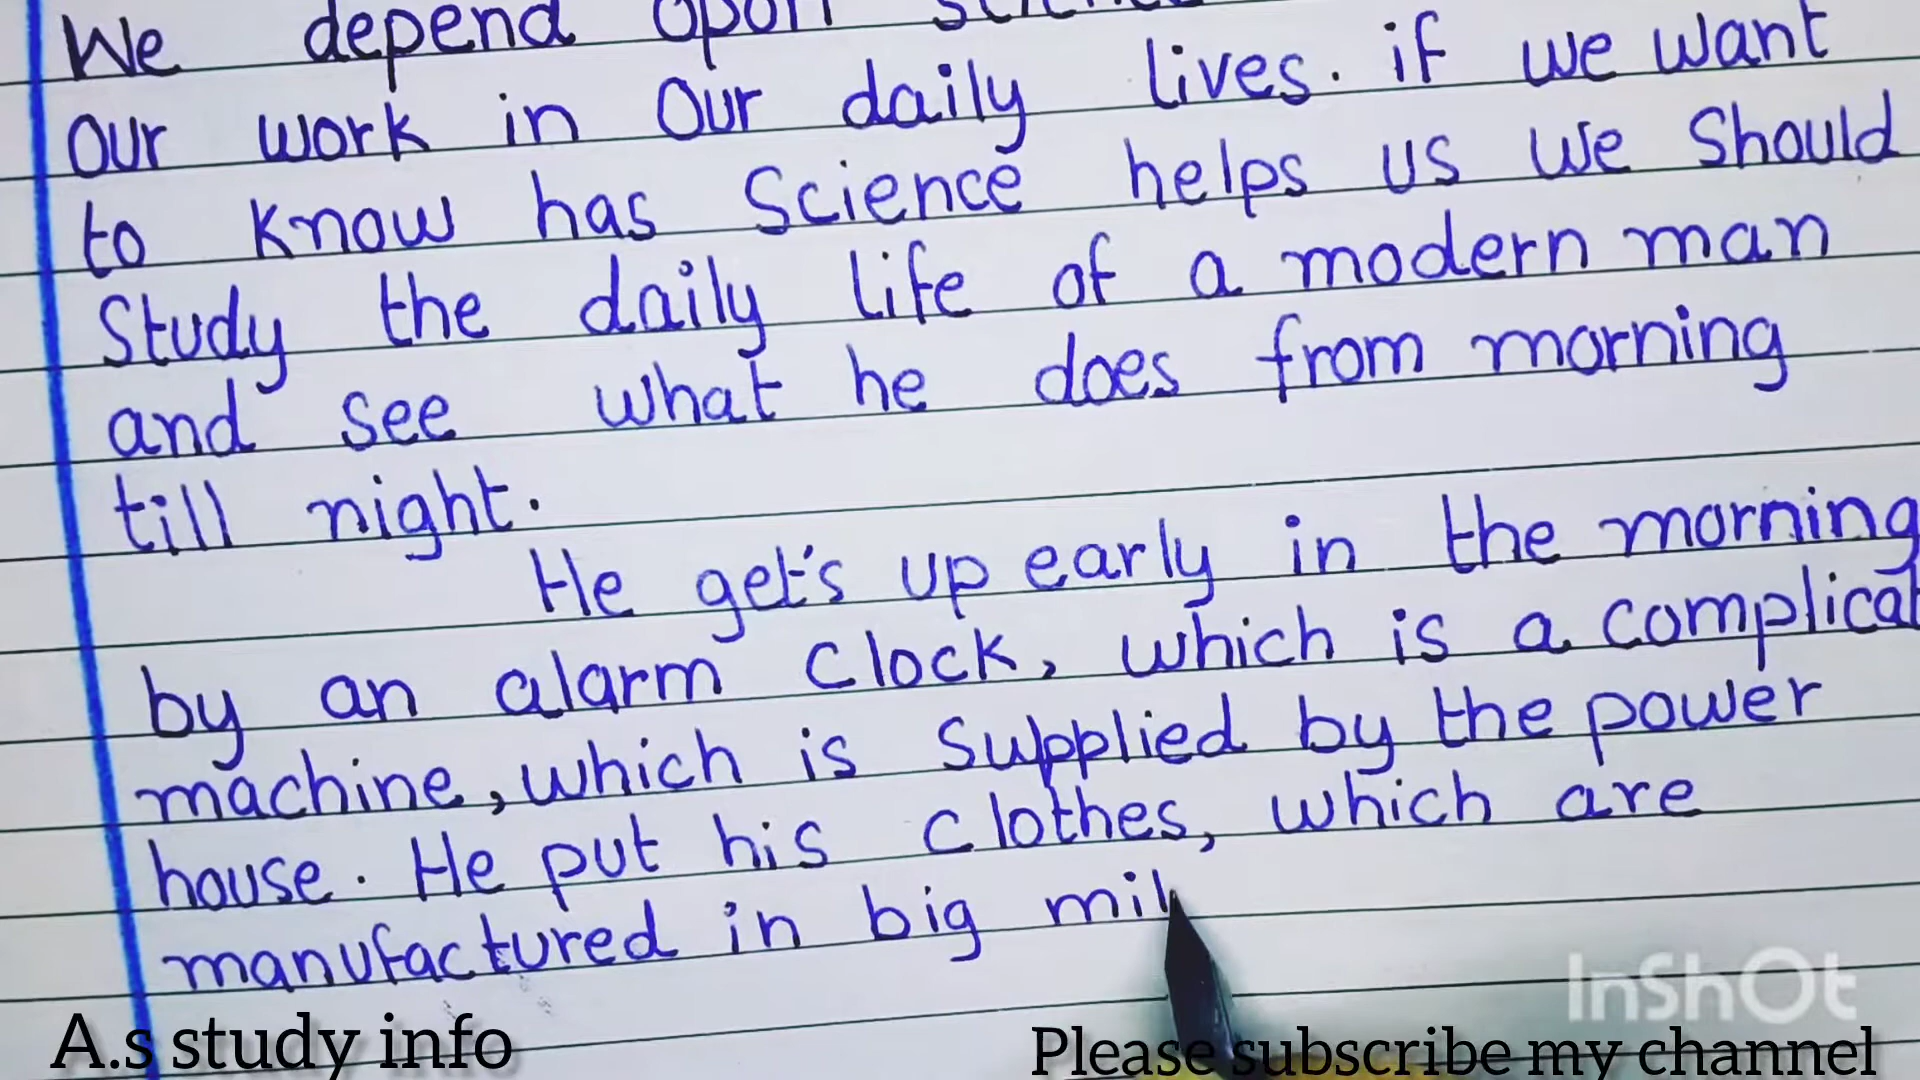 We depend upon
our work in our daily lives. if we want
to know has Science helps us we should
Study the daily life of a modern man
and see what he does from morning
till night.
He get's up early in the morning
by an alarm clock, which is a complicat
machine, which is supplied by the power
house. He put his clothes, which are
manufactured in big mil
InShOt
A.s study info
Please subscribe my channel